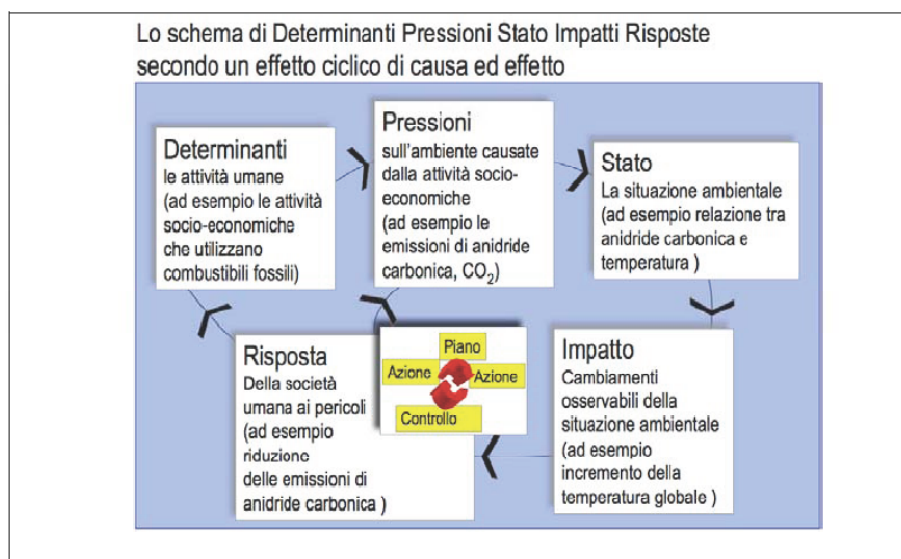 Lo schema di Determinanti Pressioni Stato Impatti Risposte
secondo un effetto ciclico di causa ed effetto
Determinanti
le attività umane
(ad esempio le attività
socio-economiche
che utilizzano
combustibili fossili)
Pressioni
sull'ambiente causate
dalla attività socio-
economiche
(ad esempio le
emissioni di anidride
carbonica, CO2)
Stato
La situazione ambientale
(ad esempio relazione tra
anidride carbonica e
temperatura )
Impatto
Cambiamenti
osservabili della
situazione ambientale
(ad esempio
incremento della
temperatura globale )
Risposta
Della società
umana ai pericoli
(ad esempio
riduzione
delle emissioni di
anidride carbonica )
Piano
Azione
Azione
Controllo